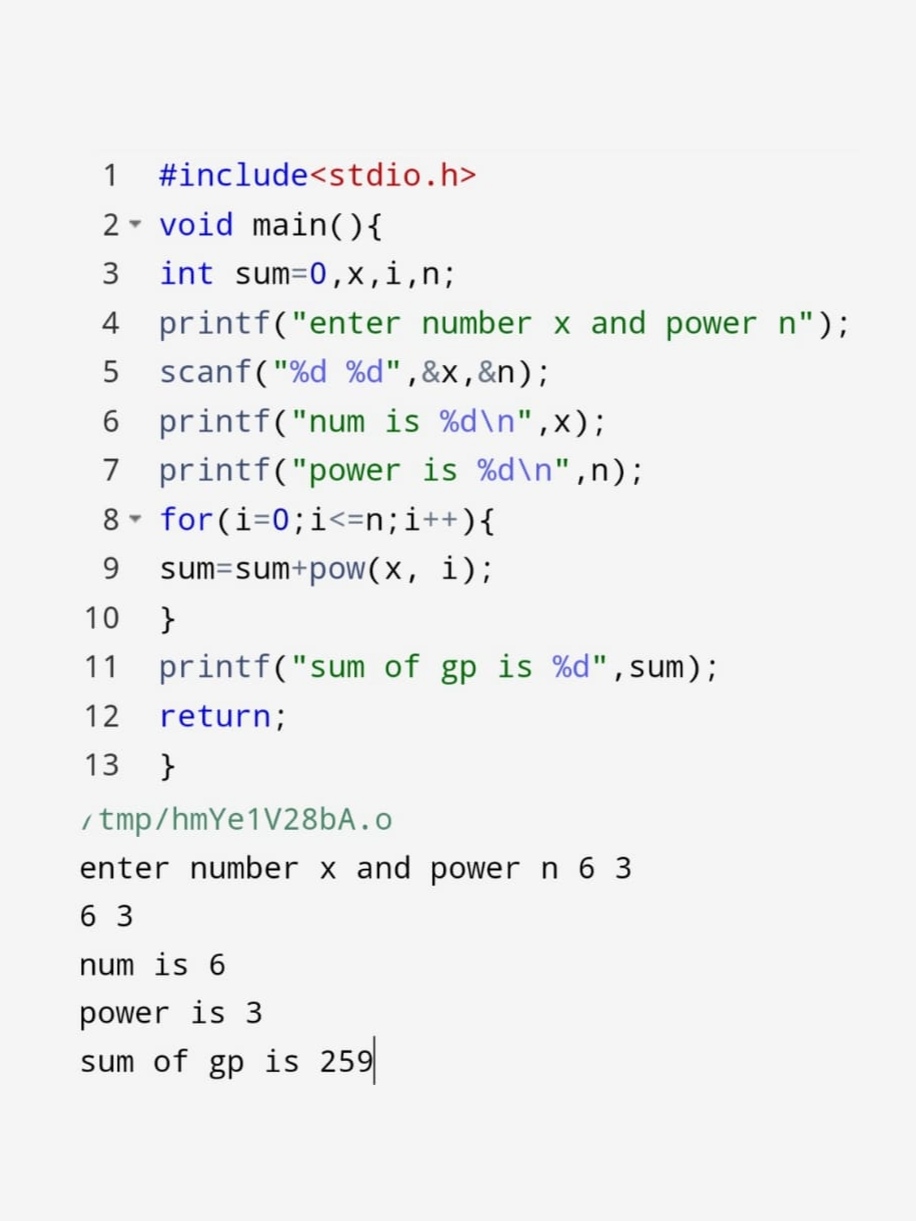 1 #include<stdio.h>
2 void main(){
3 int sum=0,x,i,n;
4 printf("enter number x and power n");
5 scanf("%d %d",&x,&n);
6 printf("num is %d\n",x);
7 printf("power is %d\n",n);
8 for(i=0;i<=n;i++){
9 sum=sum+pow(x, i);
10 }
11 printf("sum of gp is %d",sum);
12 return;
13 }
/tmp/hmYe1V28bA.o
enter number x and power n 6 3
6 3
num is 6
power is 3
sum of gp is 259